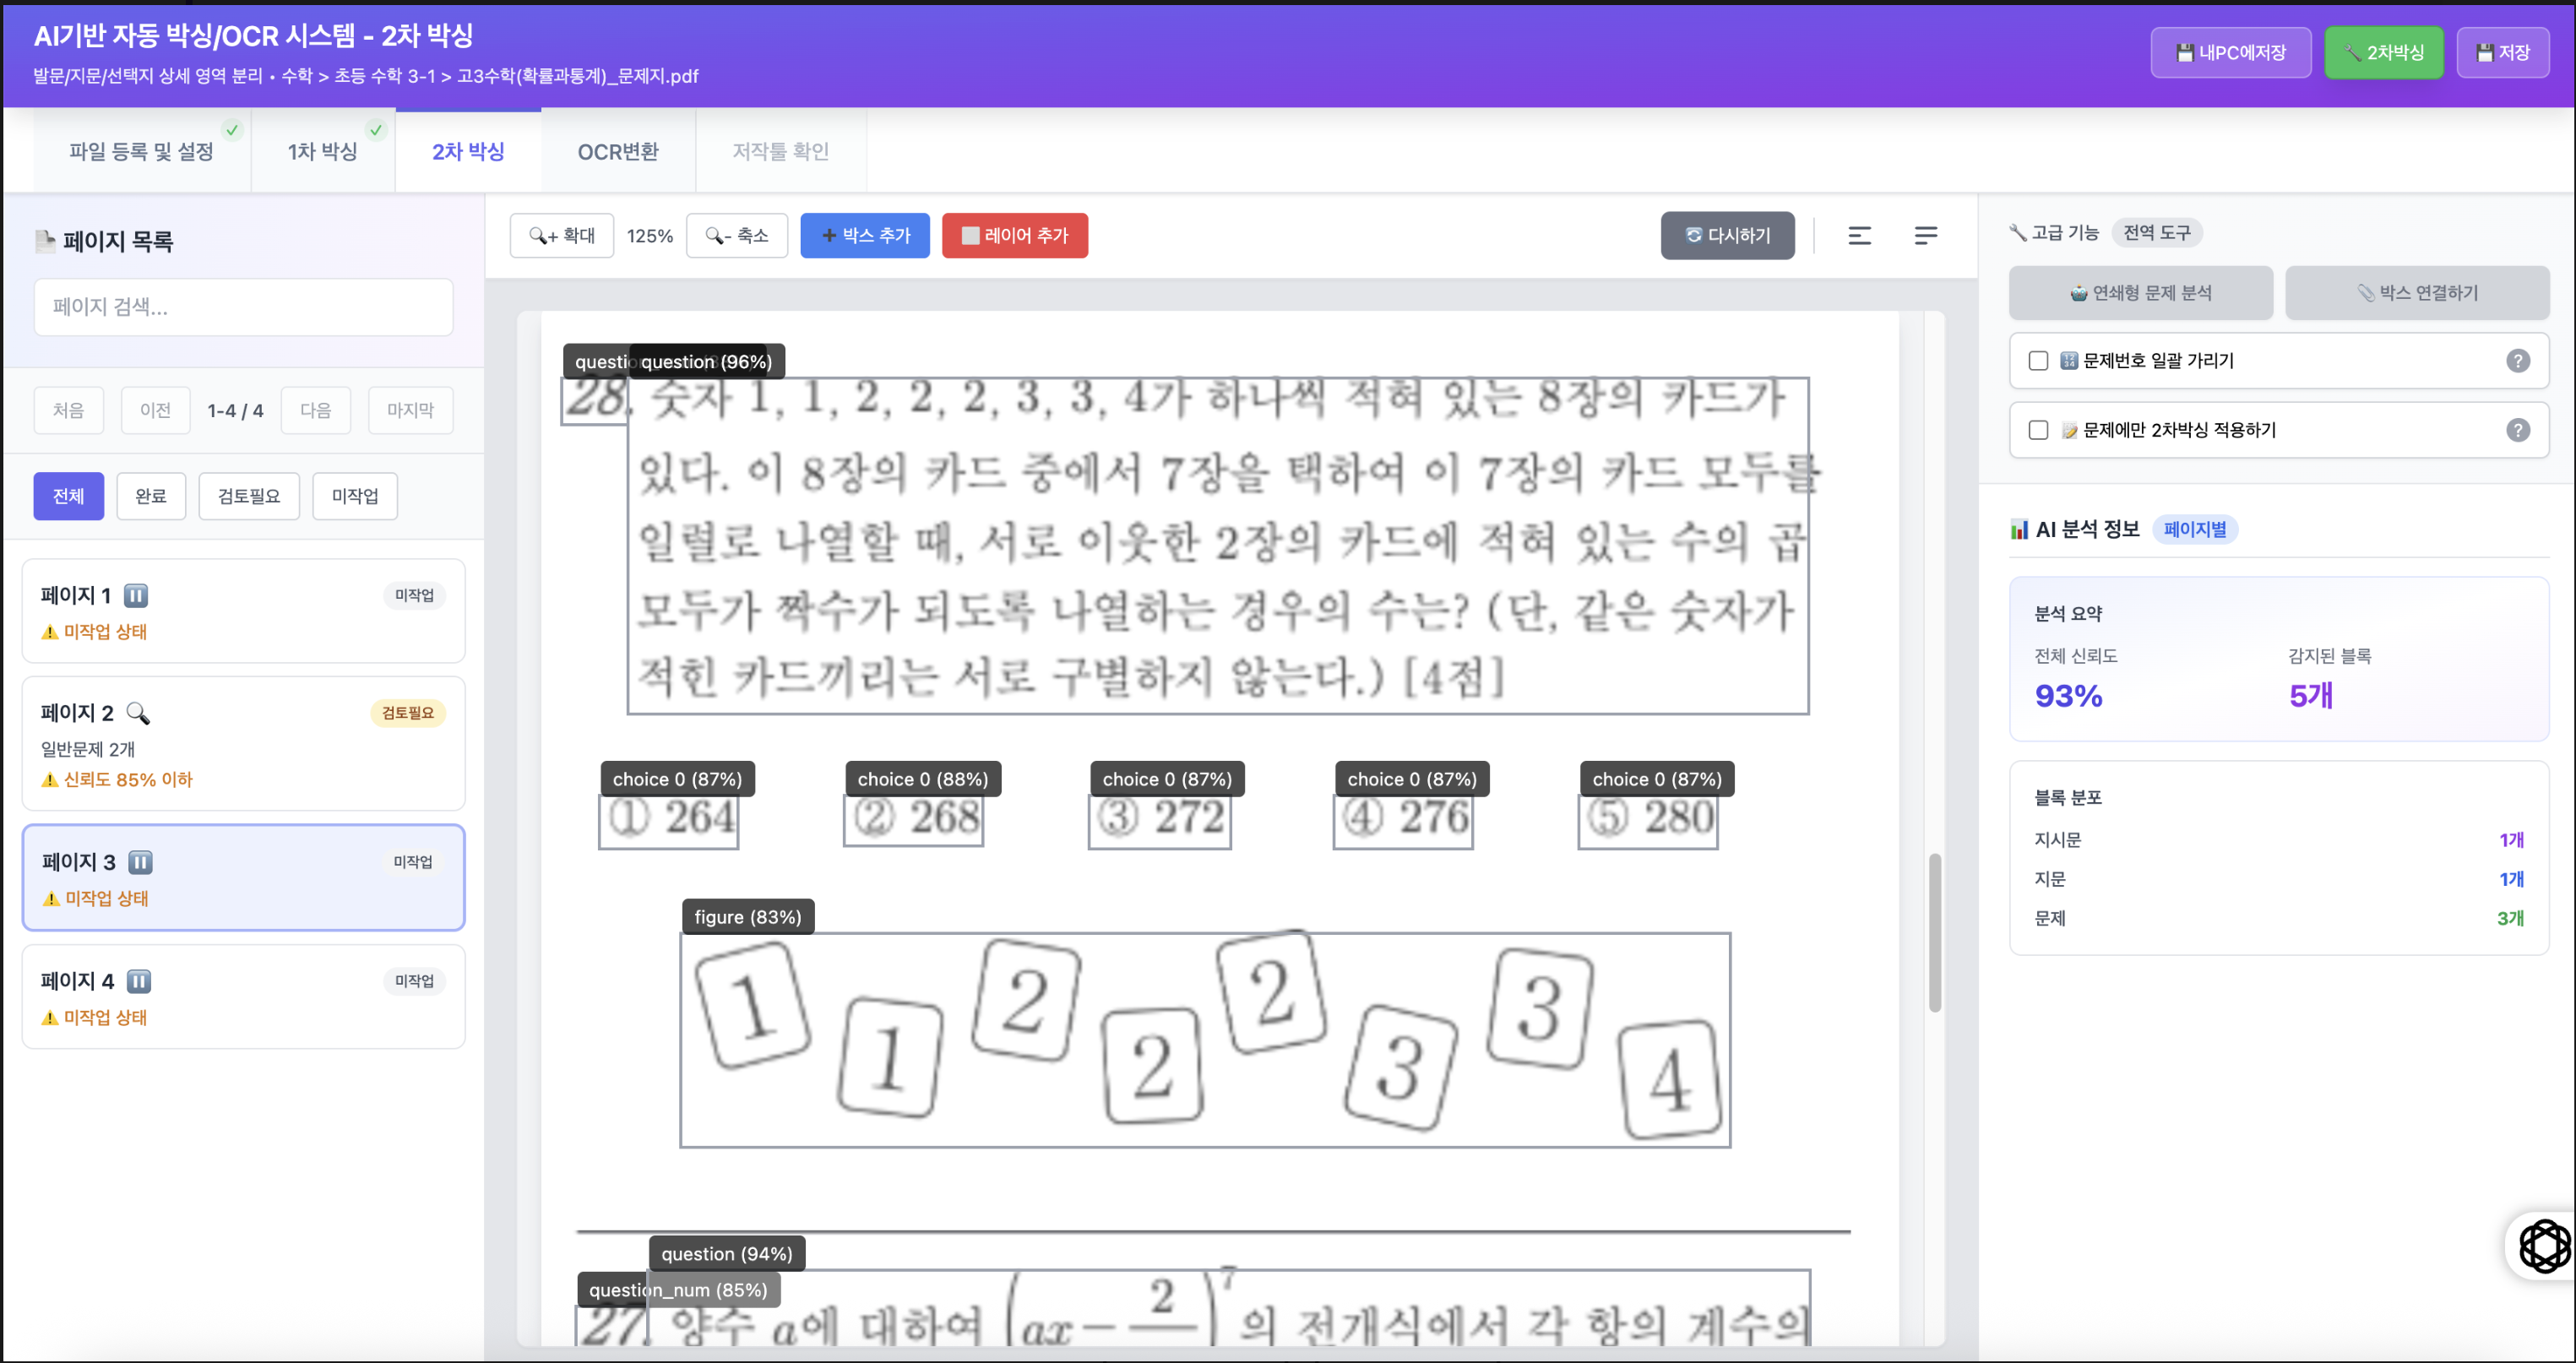 AI기반 자동 박싱/OCR 시스템 - 2차 박싱
발문/지문/선택지 상세 영역 분리 • 수학 > 초등 수학 3-1 > 고3수학(확률과통계)_문제지.pdf
내PC에저장
2차박싱
저장
파일 등록 및 설정
1차 박싱
2차 박싱
OCR변환
저작툴 확인
페이지 목록
페이지 검색...
처음
이전
1-4 / 4
다음
마지막
전체
완료
검토필요
미작업
페이지 1
미작업
미작업 상태
페이지 2
검토필요
일반문제 2개
신뢰도 85% 이하
페이지 3
미작업
미작업 상태
페이지 4
미작업
미작업 상태
+ 확대
125%
- 축소
+ 박스 추가
레이어 추가
다시하기
question (96%)
28. 숫자 1, 1, 2, 2, 2, 3, 3, 4가 하나씩 적혀 있는 8장의 카드가
있다. 이 8장의 카드 중에서 7장을 택하여 이 7장의 카드 모두를
일렬로 나열할 때, 서로 이웃한 2장의 카드에 적혀 있는 수의 곱
모두가 짝수가 되도록 나열하는 경우의 수는? (단, 같은 숫자가
적힌 카드끼리는 서로 구별하지 않는다.) [4점]
choice 0 (87%)
choice 0 (88%)
choice 0 (87%)
choice 0 (87%)
choice 0 (87%)
① 264
② 268
③ 272
④ 276
⑤ 280
figure (83%)
1
1
2
2
2
3
3
4
question (94%)
question_num (85%)
27. 양수 a에 대하여 (ax − 2 )⁷의 전개식에서 각 항의 계수의
고급 기능
전역 도구
연쇄형 문제 분석
박스 연결하기
문제번호 일괄 가리기
?
문제에만 2차박싱 적용하기
?
AI 분석 정보
페이지별
분석 요약
전체 신뢰도
감지된 블록
93%
5개
블록 분포
지시문
1개
지문
1개
문제
3개